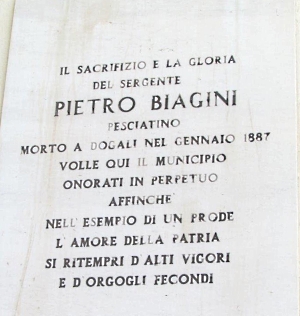 IL SACRIFIZIO E LA GLORIA
DEL SERGENTE
PIETRO BIAGINI
PESCIATINO
MORTO A DOGALI NEL GENNAIO 1887
VOLLE QUI IL MUNICIPIO
ONORATI IN PERPETUO
AFFINCHE'
NELL'ESEMPIO DI UN PRODE
L'AMORE DELLA PATRIA
SI RITEMPRI D'ALTI VIGORI
E D'ORGOGLI FECONDI